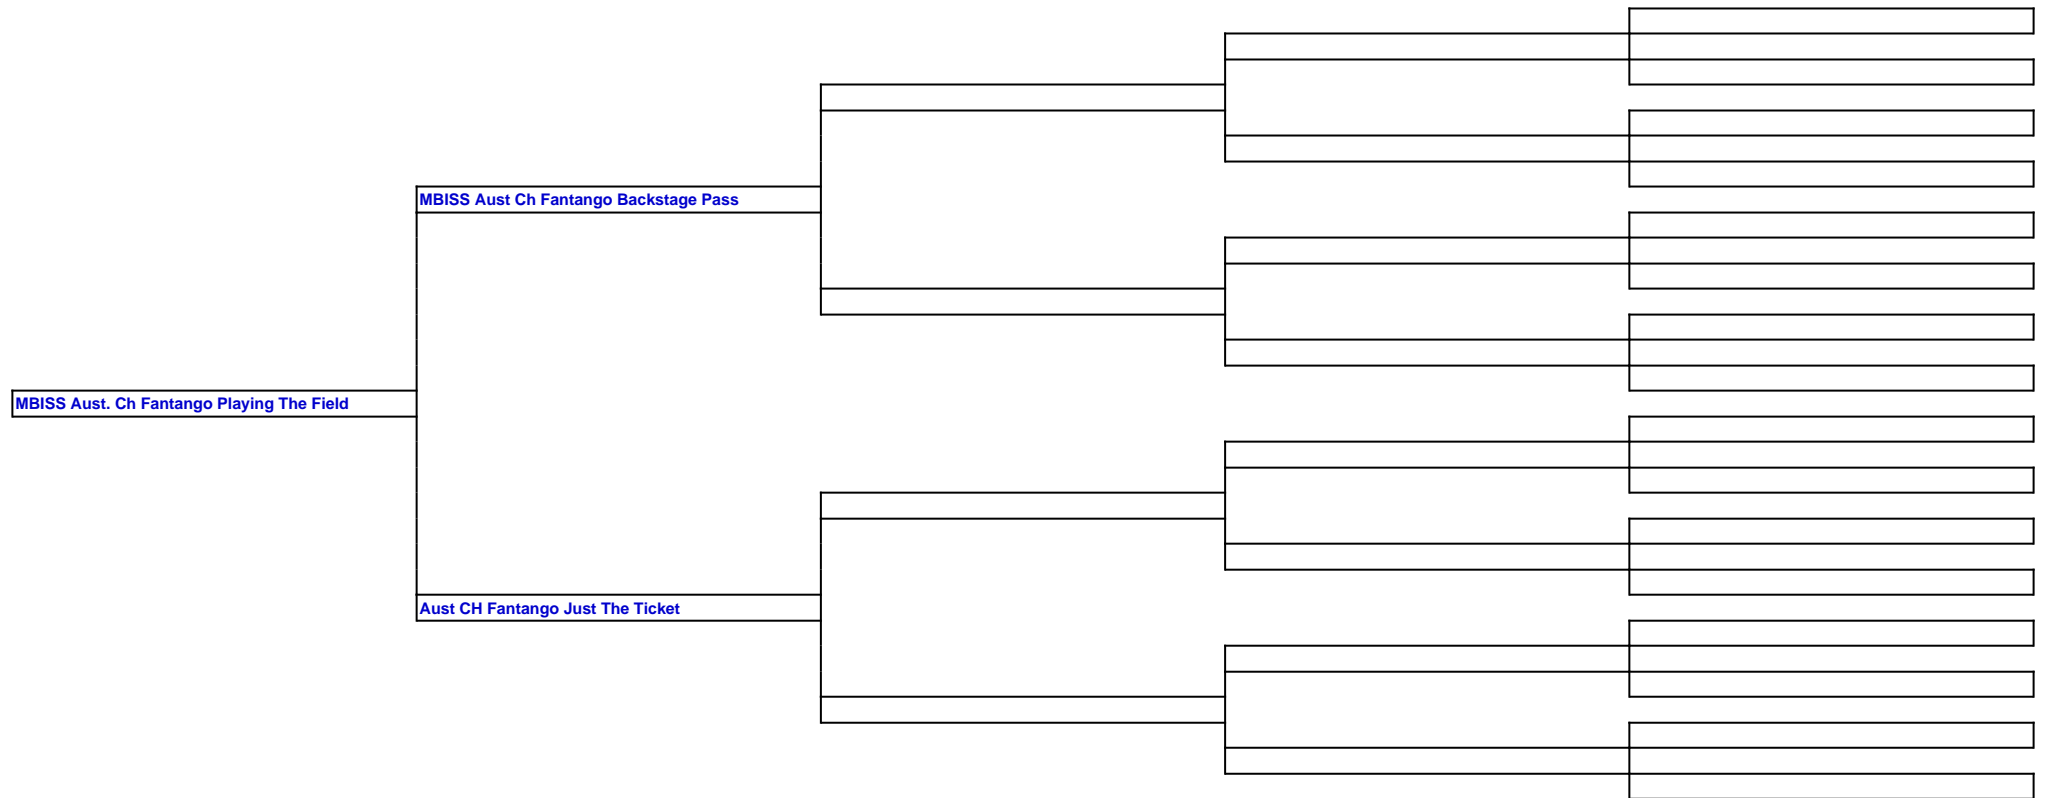 MBISS Aust Ch Fantango Backstage Pass
MBISS Aust. Ch Fantango Playing The Field
Aust CH Fantango Just The Ticket